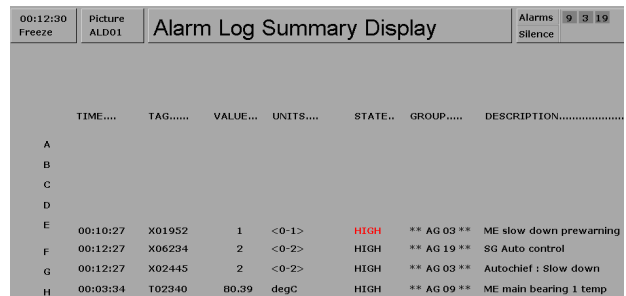 00:12:30 Picture Alarm Log Summary Display Alarms 9 3 19
Freeze ALD01 Silence
TIME.... TAG...... VALUE... UNITS.... STATE.. GROUP..... DESCRIPTION....................
A
B
C
D
E 00:10:27 X01952 1 <0-1> HIGH ** AG 03 ** ME slow down prewarning
F 00:12:27 X06234 2 <0-2> HIGH ** AG 19 ** SG Auto control
G 00:12:27 X02445 2 <0-2> HIGH ** AG 03 ** Autochief : Slow down
H 00:03:34 T02340 80.39 degC HIGH ** AG 09 ** ME main bearing 1 temp